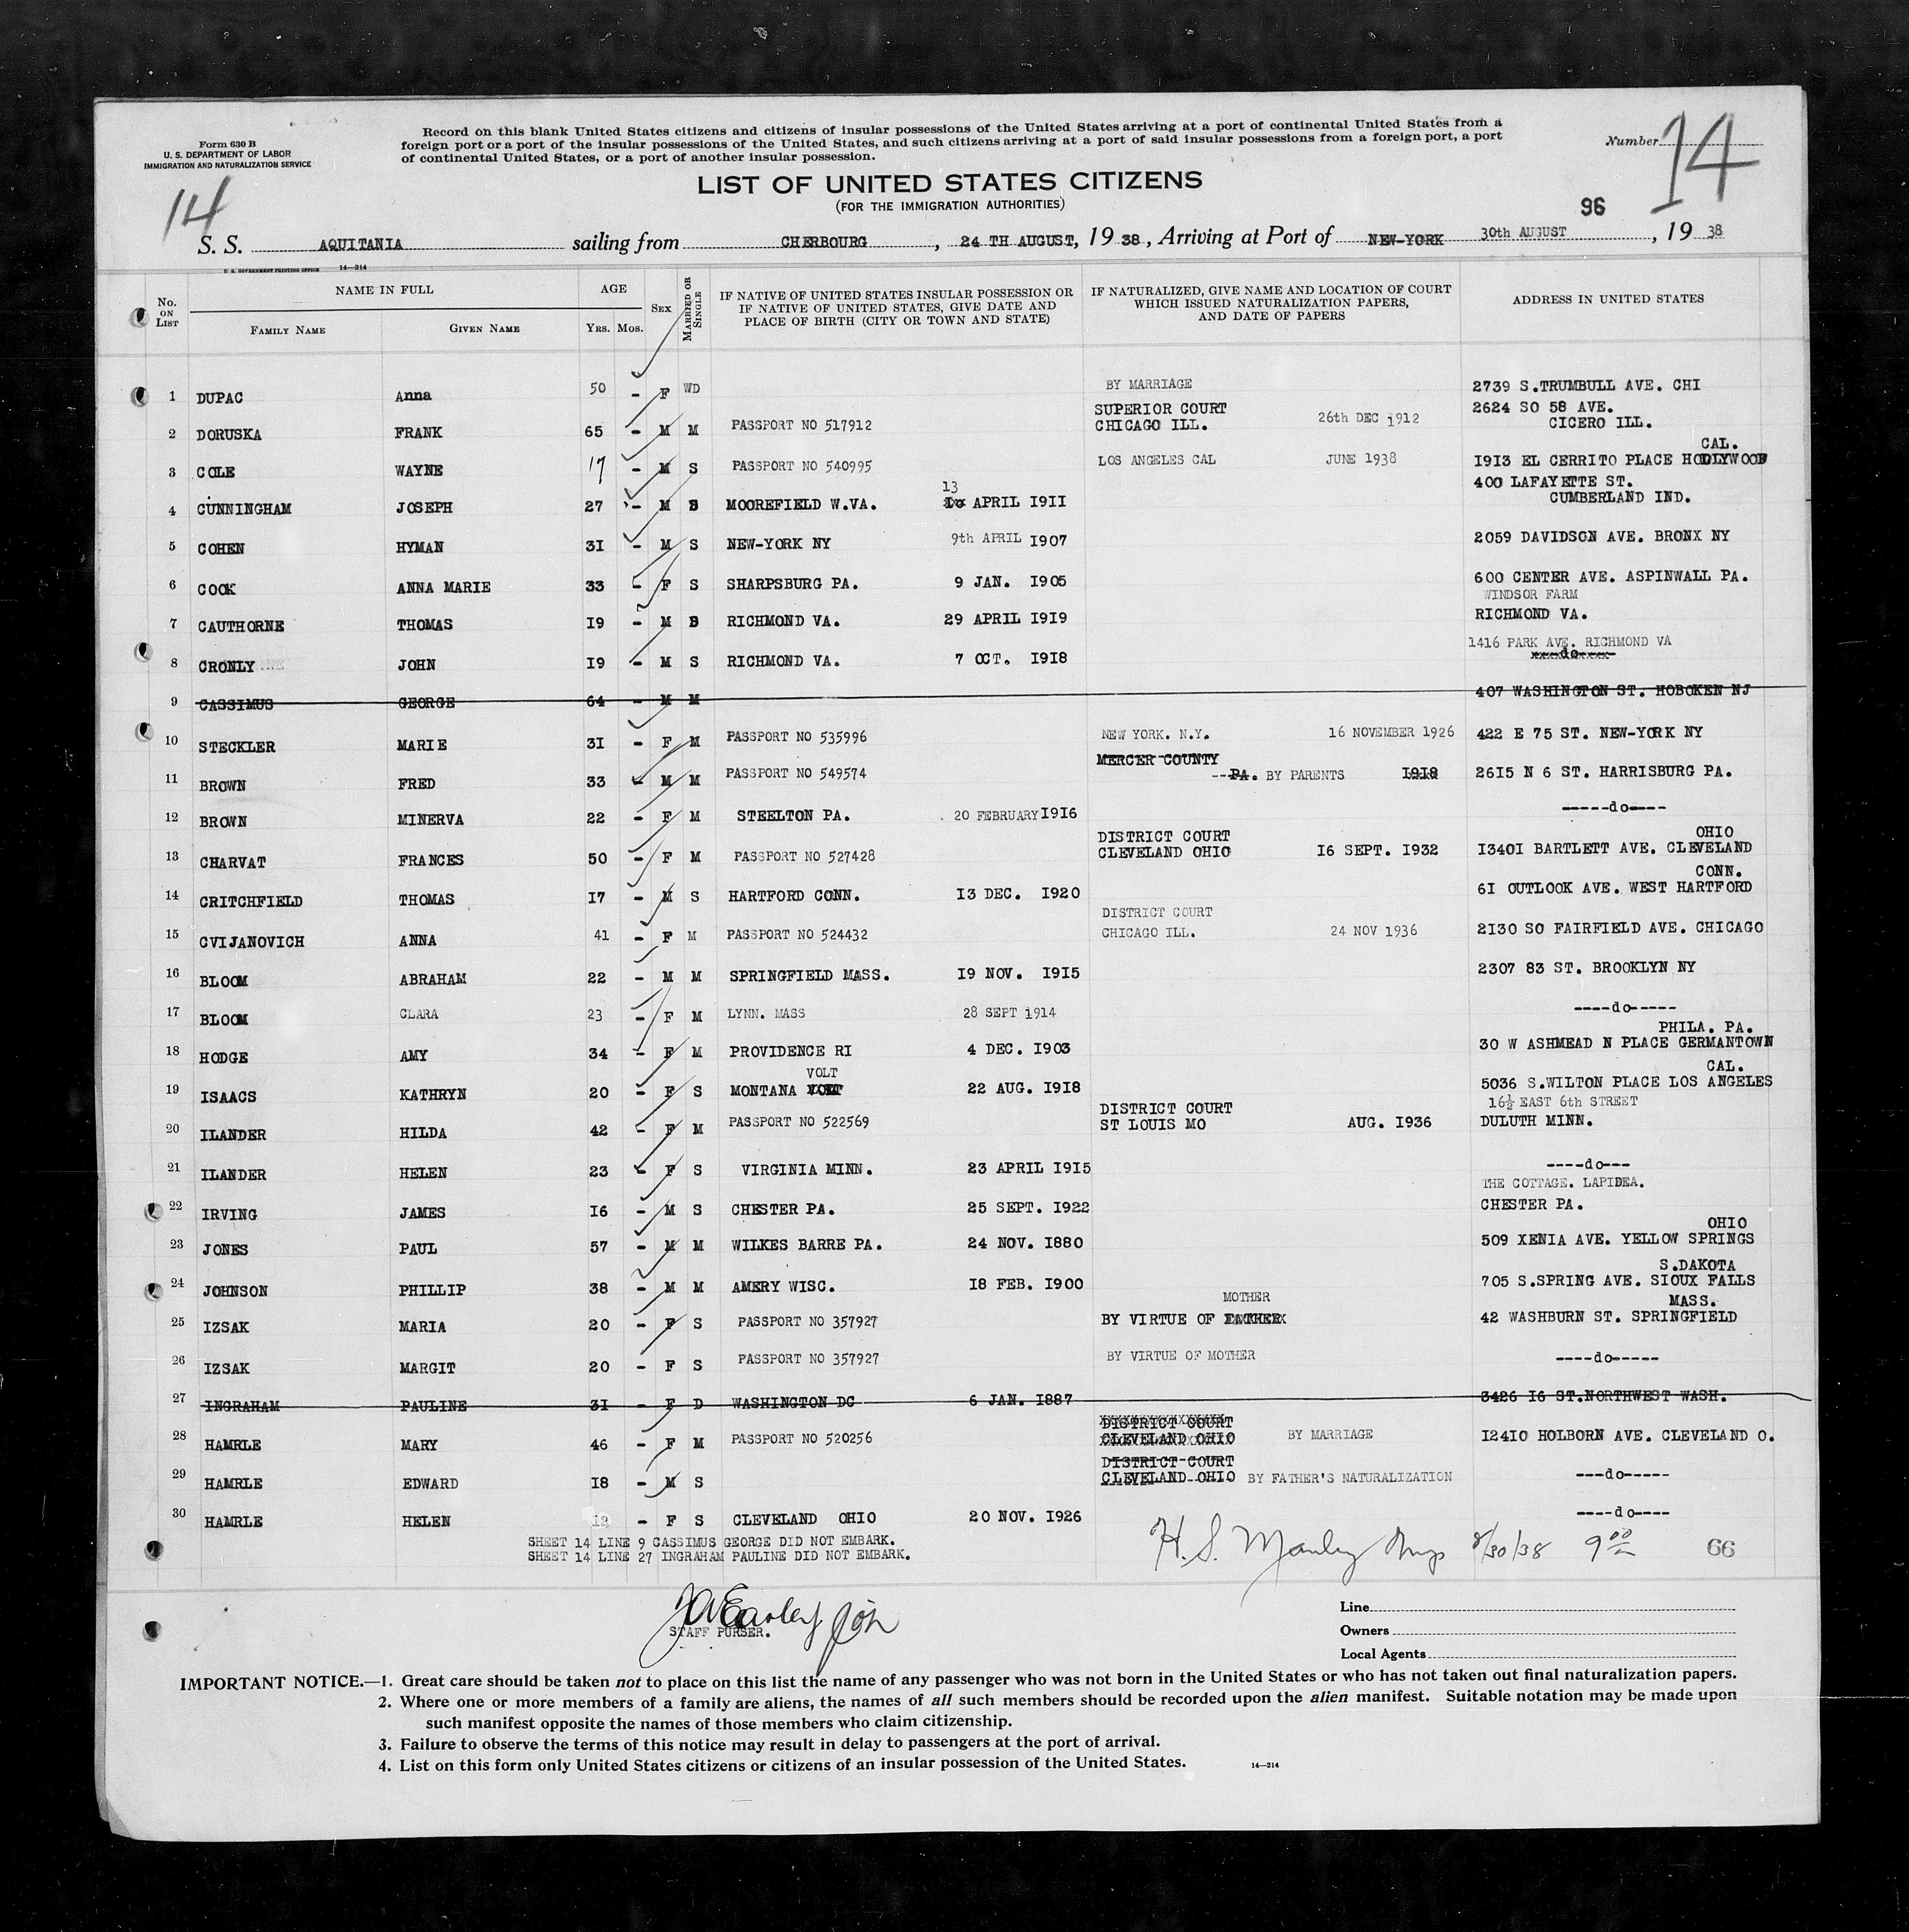 Form 630 B
U. S. DEPARTMENT OF LABOR
IMMIGRATION AND NATURALIZATION SERVICE
Record on this blank United States citizens and citizens of insular possessions of the United States arriving at a port of continental United States from a
foreign port or a port of the insular possessions of the United States, and such citizens arriving at a port of said insular possessions from a foreign port, a port
of continental United States, or a port of another insular possession.
Number 14
LIST OF UNITED STATES CITIZENS
(FOR THE IMMIGRATION AUTHORITIES)
96
14
S. S. AQUITANIA sailing from CHERBOURG, 24 TH AUGUST, 1938, Arriving at Port of NEW-YORK 30th AUGUST, 1938
U. S. GOVERNMENT PRINTING OFFICE 14—214
No. ON LIST NAME IN FULL AGE SEX MARRIED OR SINGLE IF NATIVE OF UNITED STATES INSULAR POSSESSION OR IF NATIVE OF UNITED STATES, GIVE DATE AND PLACE OF BIRTH (CITY OR TOWN AND STATE) IF NATURALIZED, GIVE NAME AND LOCATION OF COURT WHICH ISSUED NATURALIZATION PAPERS, AND DATE OF PAPERS ADDRESS IN UNITED STATES
FAMILY NAME GIVEN NAME YRS. MOS.
1 DUPAC Anna 50 - F WD BY MARRIAGE 2739 S.TRUMBULL AVE. CHI
2 DORUSKA FRANK 65 - M M PASSPORT NO 517912 SUPERIOR COURT CHICAGO ILL. 26th DEC 1912 2624 SO 58 AVE. CICERO ILL.
3 COLE WAYNE 17 - M S PASSPORT NO 540995 LOS ANGELES CAL JUNE 1938 1913 EL CERRITO PLACE HOLLYWOOD CAL.
4 CUNNINGHAM JOSEPH 27 - M S MOOREFIELD W.VA. 13 APRIL 1911 400 LAFAYETTE ST. CUMBERLAND IND.
5 COHEN HYMAN 31 - M S NEW-YORK NY 9th APRIL 1907 2059 DAVIDSON AVE. BRONX NY
6 COOK ANNA MARIE 33 - F S SHARPSBURG PA. 9 JAN. 1905 600 CENTER AVE. ASPINWALL PA.
7 CAUTHORNE THOMAS 19 - M S RICHMOND VA. 29 APRIL 1919 WINDSOR FARM RICHMOND VA.
8 CRONLY JOHN 19 - M S RICHMOND VA. 7 OCT. 1918 1416 PARK AVE. RICHMOND VA
----do----
9 CASSIMUS GEORGE 64 - M M 407 WASHINGTON ST. HOBOKEN NJ
10 STECKLER MARIE 31 - F M PASSPORT NO 535996 NEW YORK. N.Y. 16 NOVEMBER 1926 422 E 75 ST. NEW-YORK NY
11 BROWN FRED 33 - M M PASSPORT NO 549574 MERCER COUNTY PA. BY PARENTS 1918 2615 N 6 ST. HARRISBURG PA.
12 BROWN MINERVA 22 - F M STEELTON PA. 20 FEBRUARY 1916 -----do----
13 CHARVAT FRANCES 50 - F M PASSPORT NO 527428 DISTRICT COURT CLEVELAND OHIO 16 SEPT. 1932 13401 BARTLETT AVE. CLEVELAND OHIO
14 CRITCHFIELD THOMAS 17 - M S HARTFORD CONN. 13 DEC. 1920 61 OUTLOOK AVE. WEST HARTFORD CONN.
15 CVIJANOVICH ANNA 41 - F M PASSPORT NO 524432 DISTRICT COURT CHICAGO ILL. 24 NOV 1936 2130 SO FAIRFIELD AVE. CHICAGO
16 BLOOM ABRAHAM 22 - M M SPRINGFIELD MASS. 19 NOV. 1915 2307 83 ST. BROOKLYN NY
17 BLOOM CLARA 23 - F M LYNN. MASS 28 SEPT 1914 ----do-----
18 HODGE AMY 34 - F M PROVIDENCE RI 4 DEC. 1903 30 W ASHMEAD N PLACE GERMANTOWN PHILA. PA.
19 ISAACS KATHRYN 20 - F S MONTANA VOLT 22 AUG. 1918 5036 S.WILTON PLACE LOS ANGELES CAL.
20 ILANDER HILDA 42 - F M PASSPORT NO 522569 DISTRICT COURT ST LOUIS MO AUG. 1936 16½ EAST 6th STREET DULUTH MINN.
21 ILANDER HELEN 23 - F S VIRGINIA MINN. 23 APRIL 1915 ----do---
22 IRVING JAMES 16 - M S CHESTER PA. 25 SEPT. 1922 THE COTTAGE. LAPIDEA. CHESTER PA.
23 JONES PAUL 57 - M M WILKES BARRE PA. 24 NOV. 1880 509 XENIA AVE. YELLOW SPRINGS OHIO
24 JOHNSON PHILLIP 38 - M M AMERY WISC. 18 FEB. 1900 705 S.SPRING AVE. SIOUX FALLS S.DAKOTA
25 IZSAK MARIA 20 - F S PASSPORT NO 357927 BY VIRTUE OF FATHER MOTHER 42 WASHBURN ST. SPRINGFIELD MASS.
26 IZSAK MARGIT 20 - F S PASSPORT NO 357927 BY VIRTUE OF MOTHER ----do-----
27 INGRAHAM PAULINE 31 - F D WASHINGTON DC 6 JAN. 1887 3426 16 ST.NORTHWEST WASH.
28 HAMRLE MARY 46 - F M PASSPORT NO 520256 DISTRICT COURT CLEVELAND OHIO BY MARRIAGE 12410 HOLBORN AVE. CLEVELAND O.
29 HAMRLE EDWARD 18 - M S DISTRICT COURT CLEVELAND OHIO BY FATHER'S NATURALIZATION ---do-----
30 HAMRLE HELEN 12 - F S CLEVELAND OHIO 20 NOV. 1926 ----do----
SHEET 14 LINE 9 CASSIMUS GEORGE DID NOT EMBARK.
SHEET 14 LINE 27 INGRAHAM PAULINE DID NOT EMBARK.
H. S. Manley Insp 8/30/38 9 00 66
STAFF PURSER.
Line
Owners
Local Agents
IMPORTANT NOTICE.—1. Great care should be taken not to place on this list the name of any passenger who was not born in the United States or who has not taken out final naturalization papers.
2. Where one or more members of a family are aliens, the names of all such members should be recorded upon the alien manifest. Suitable notation may be made upon
such manifest opposite the names of those members who claim citizenship.
3. Failure to observe the terms of this notice may result in delay to passengers at the port of arrival.
4. List on this form only United States citizens or citizens of an insular possession of the United States. 14—214